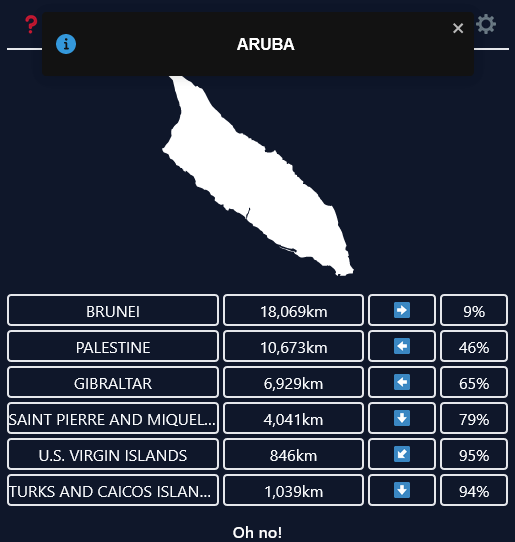 ?
ARUBA
×
BRUNEI 18,069km 9%
PALESTINE 10,673km 46%
GIBRALTAR 6,929km 65%
SAINT PIERRE AND MIQUEL... 4,041km 79%
U.S. VIRGIN ISLANDS 846km 95%
TURKS AND CAICOS ISLAN... 1,039km 94%
Oh no!